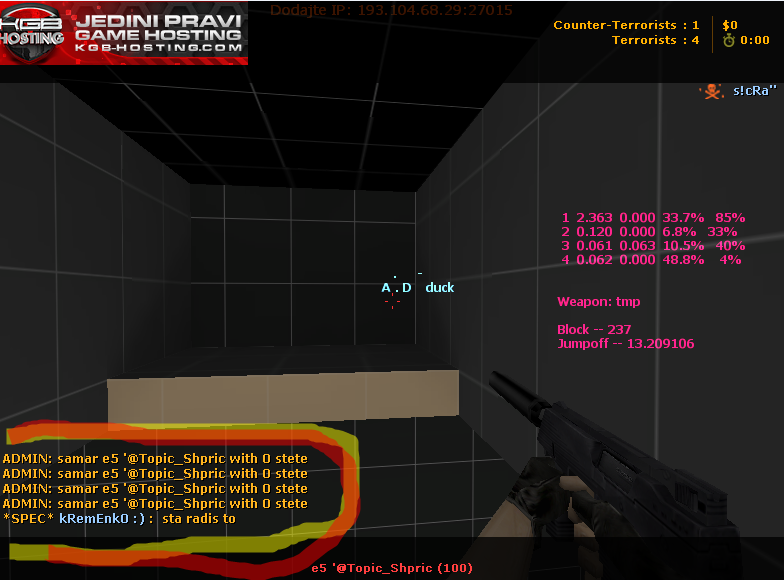 KGB
HOSTING
JEDINI PRAVI
GAME HOSTING
KGB-HOSTING.COM
Dodajte IP: 193.104.68.29:27015
Counter-Terrorists : 1 $0
Terrorists : 4 0:00
s!cRa"
1 2.363 0.000 33.7% 85%
2 0.120 0.000 6.8% 33%
3 0.061 0.063 10.5% 40%
4 0.062 0.000 48.8% 4%
A . D duck
Weapon: tmp
Block -- 237
Jumpoff -- 13.209106
ADMIN: samar e5 '@Topic_Shpric with 0 stete
ADMIN: samar e5 '@Topic_Shpric with 0 stete
ADMIN: samar e5 '@Topic_Shpric with 0 stete
ADMIN: samar e5 '@Topic_Shpric with 0 stete
*SPEC* kRemEnkO :) : sta radis to
e5 '@Topic_Shpric (100)